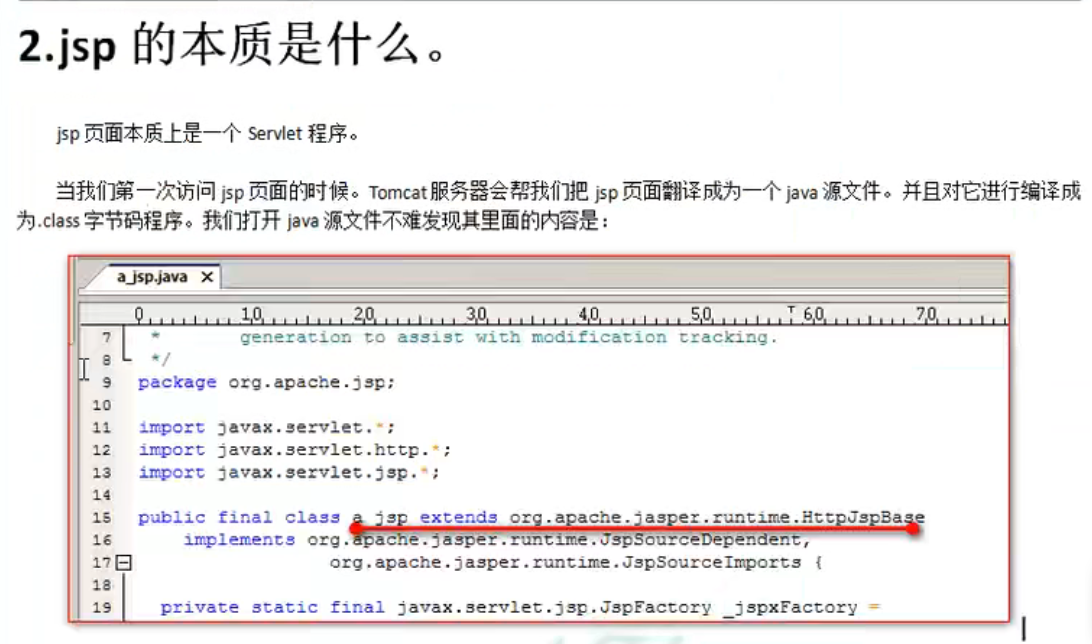 2.jsp 的本质是什么。
jsp 页面本质上是一个 Servlet 程序。
当我们第一次访问 jsp 页面的时候。Tomcat 服务器会帮我们把 jsp 页面翻译成为一个 java 源文件。并且对它进行编译成
为.class 字节码程序。我们打开 java 源文件不难发现其里面的内容是：
a_jsp.java ×
0 10 20 30 40 50 60 70
7 * generation to assist with modification tracking.
8 */
9 package org.apache.jsp;
10
11 import javax.servlet.*;
12 import javax.servlet.http.*;
13 import javax.servlet.jsp.*;
14
15 public final class a_jsp extends org.apache.jasper.runtime.HttpJspBase
16 implements org.apache.jasper.runtime.JspSourceDependent,
17 org.apache.jasper.runtime.JspSourceImports {
18
19 private static final javax.servlet.jsp.JspFactory _jspxFactory =